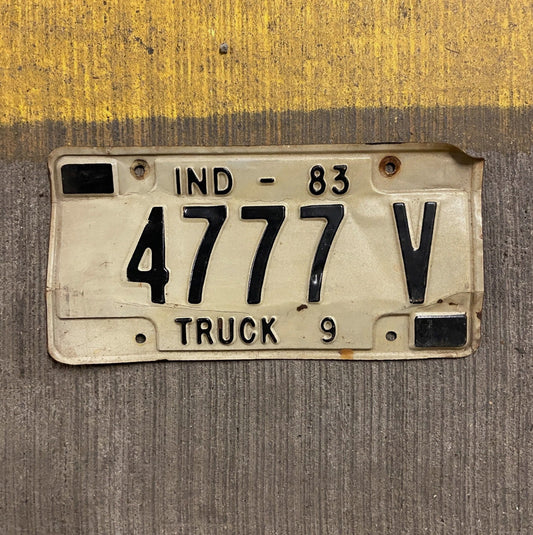 IND - 83
4777 V
TRUCK 9